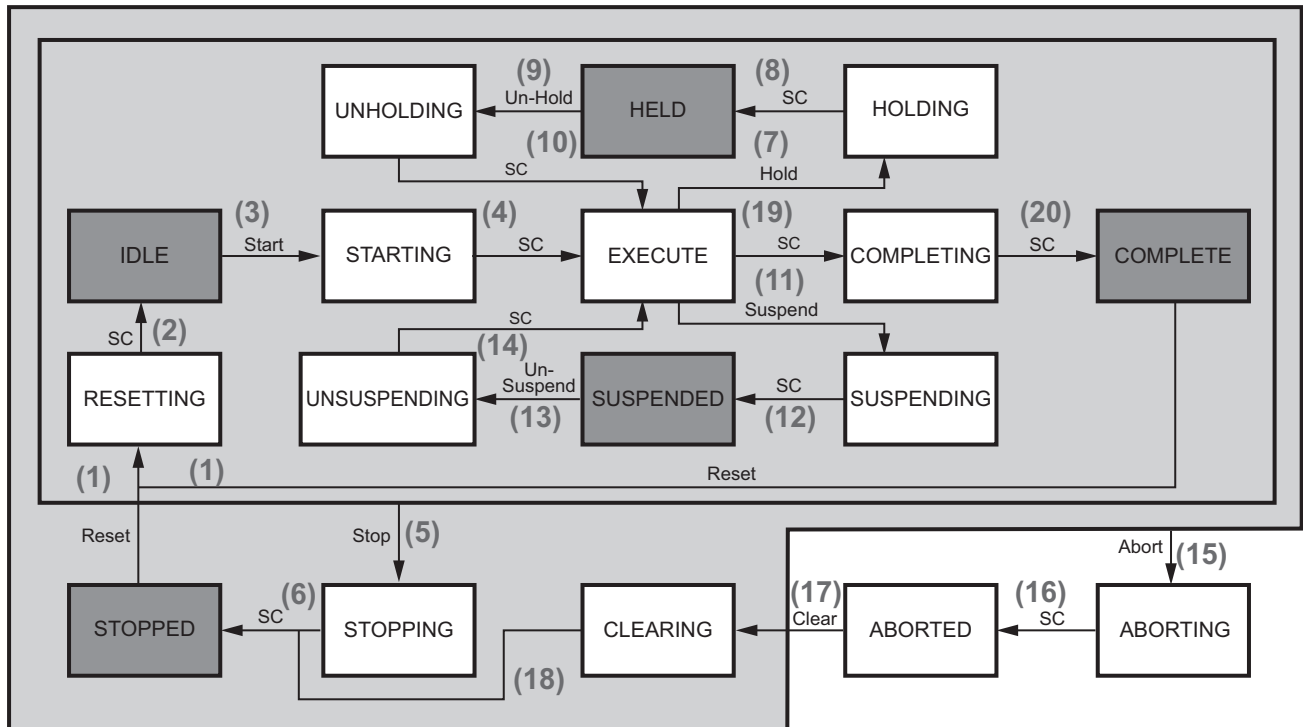 (9)
(8)
UNHOLDING
Un-Hold
HELD
SC
HOLDING
(10)
(7)
SC
Hold
(3)
(4)
(19)
(20)
IDLE
Start
STARTING
SC
EXECUTE
SC
COMPLETING
SC
COMPLETE
(11)
SC
Suspend
SC
(2)
(14)
RESETTING
UNSUSPENDING
Un-
Suspend
SUSPENDED
SC
SUSPENDING
(13)
(12)
(1)
(1)
Reset
Reset
Stop
(5)
Abort
(15)
(6)
(17)
(16)
STOPPED
SC
STOPPING
CLEARING
Clear
ABORTED
SC
ABORTING
(18)